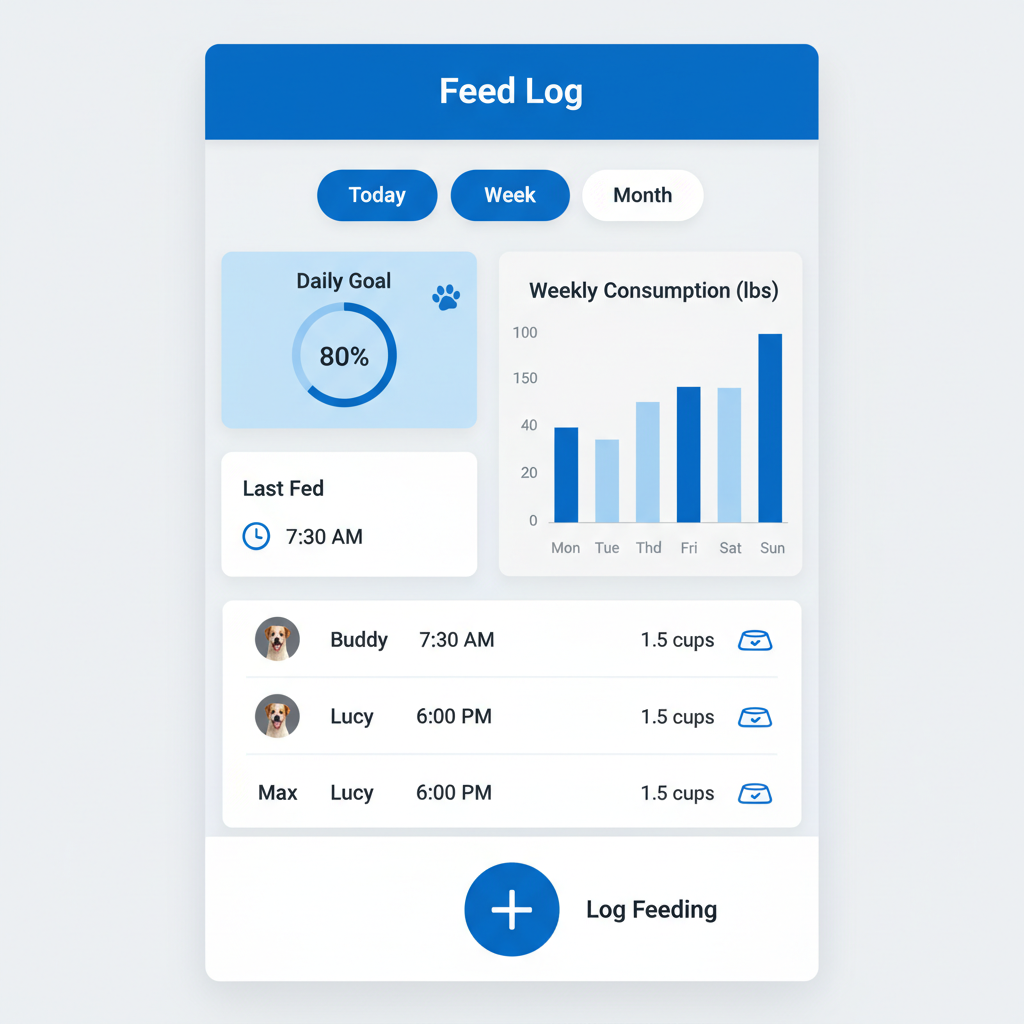 Feed Log
Today Week Month
Daily Goal
80%
Last Fed
7:30 AM
Weekly Consumption (lbs)
100
150
40
20
0
Mon Tue Thd Fri Sat Sun
Buddy 7:30 AM 1.5 cups
Lucy 6:00 PM 1.5 cups
Max Lucy 6:00 PM 1.5 cups
Log Feeding